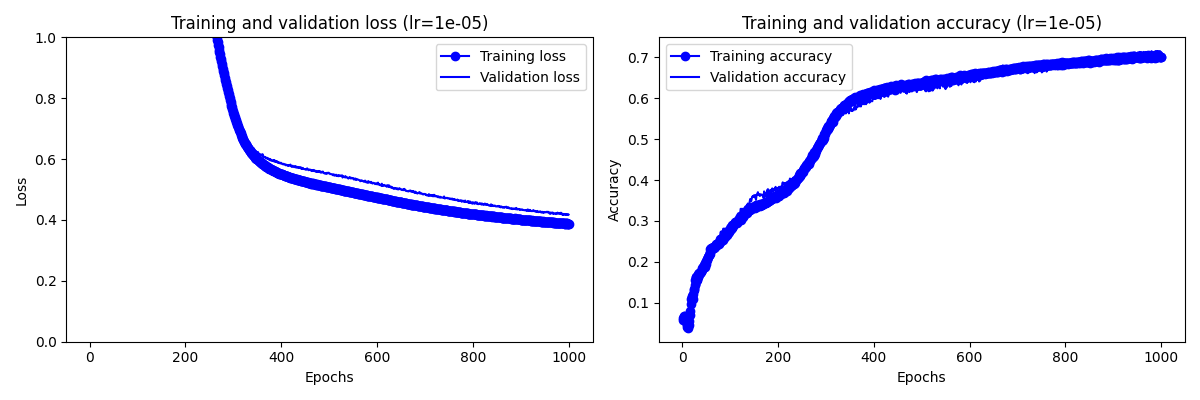 Training and validation loss (lr=1e-05)
Training loss
Validation loss
1.0
0.8
0.6
0.4
0.2
0.0
Loss
0
200
400
600
800
1000
Epochs
Training and validation accuracy (lr=1e-05)
Training accuracy
Validation accuracy
0.7
0.6
0.5
0.4
0.3
0.2
0.1
Accuracy
0
200
400
600
800
1000
Epochs